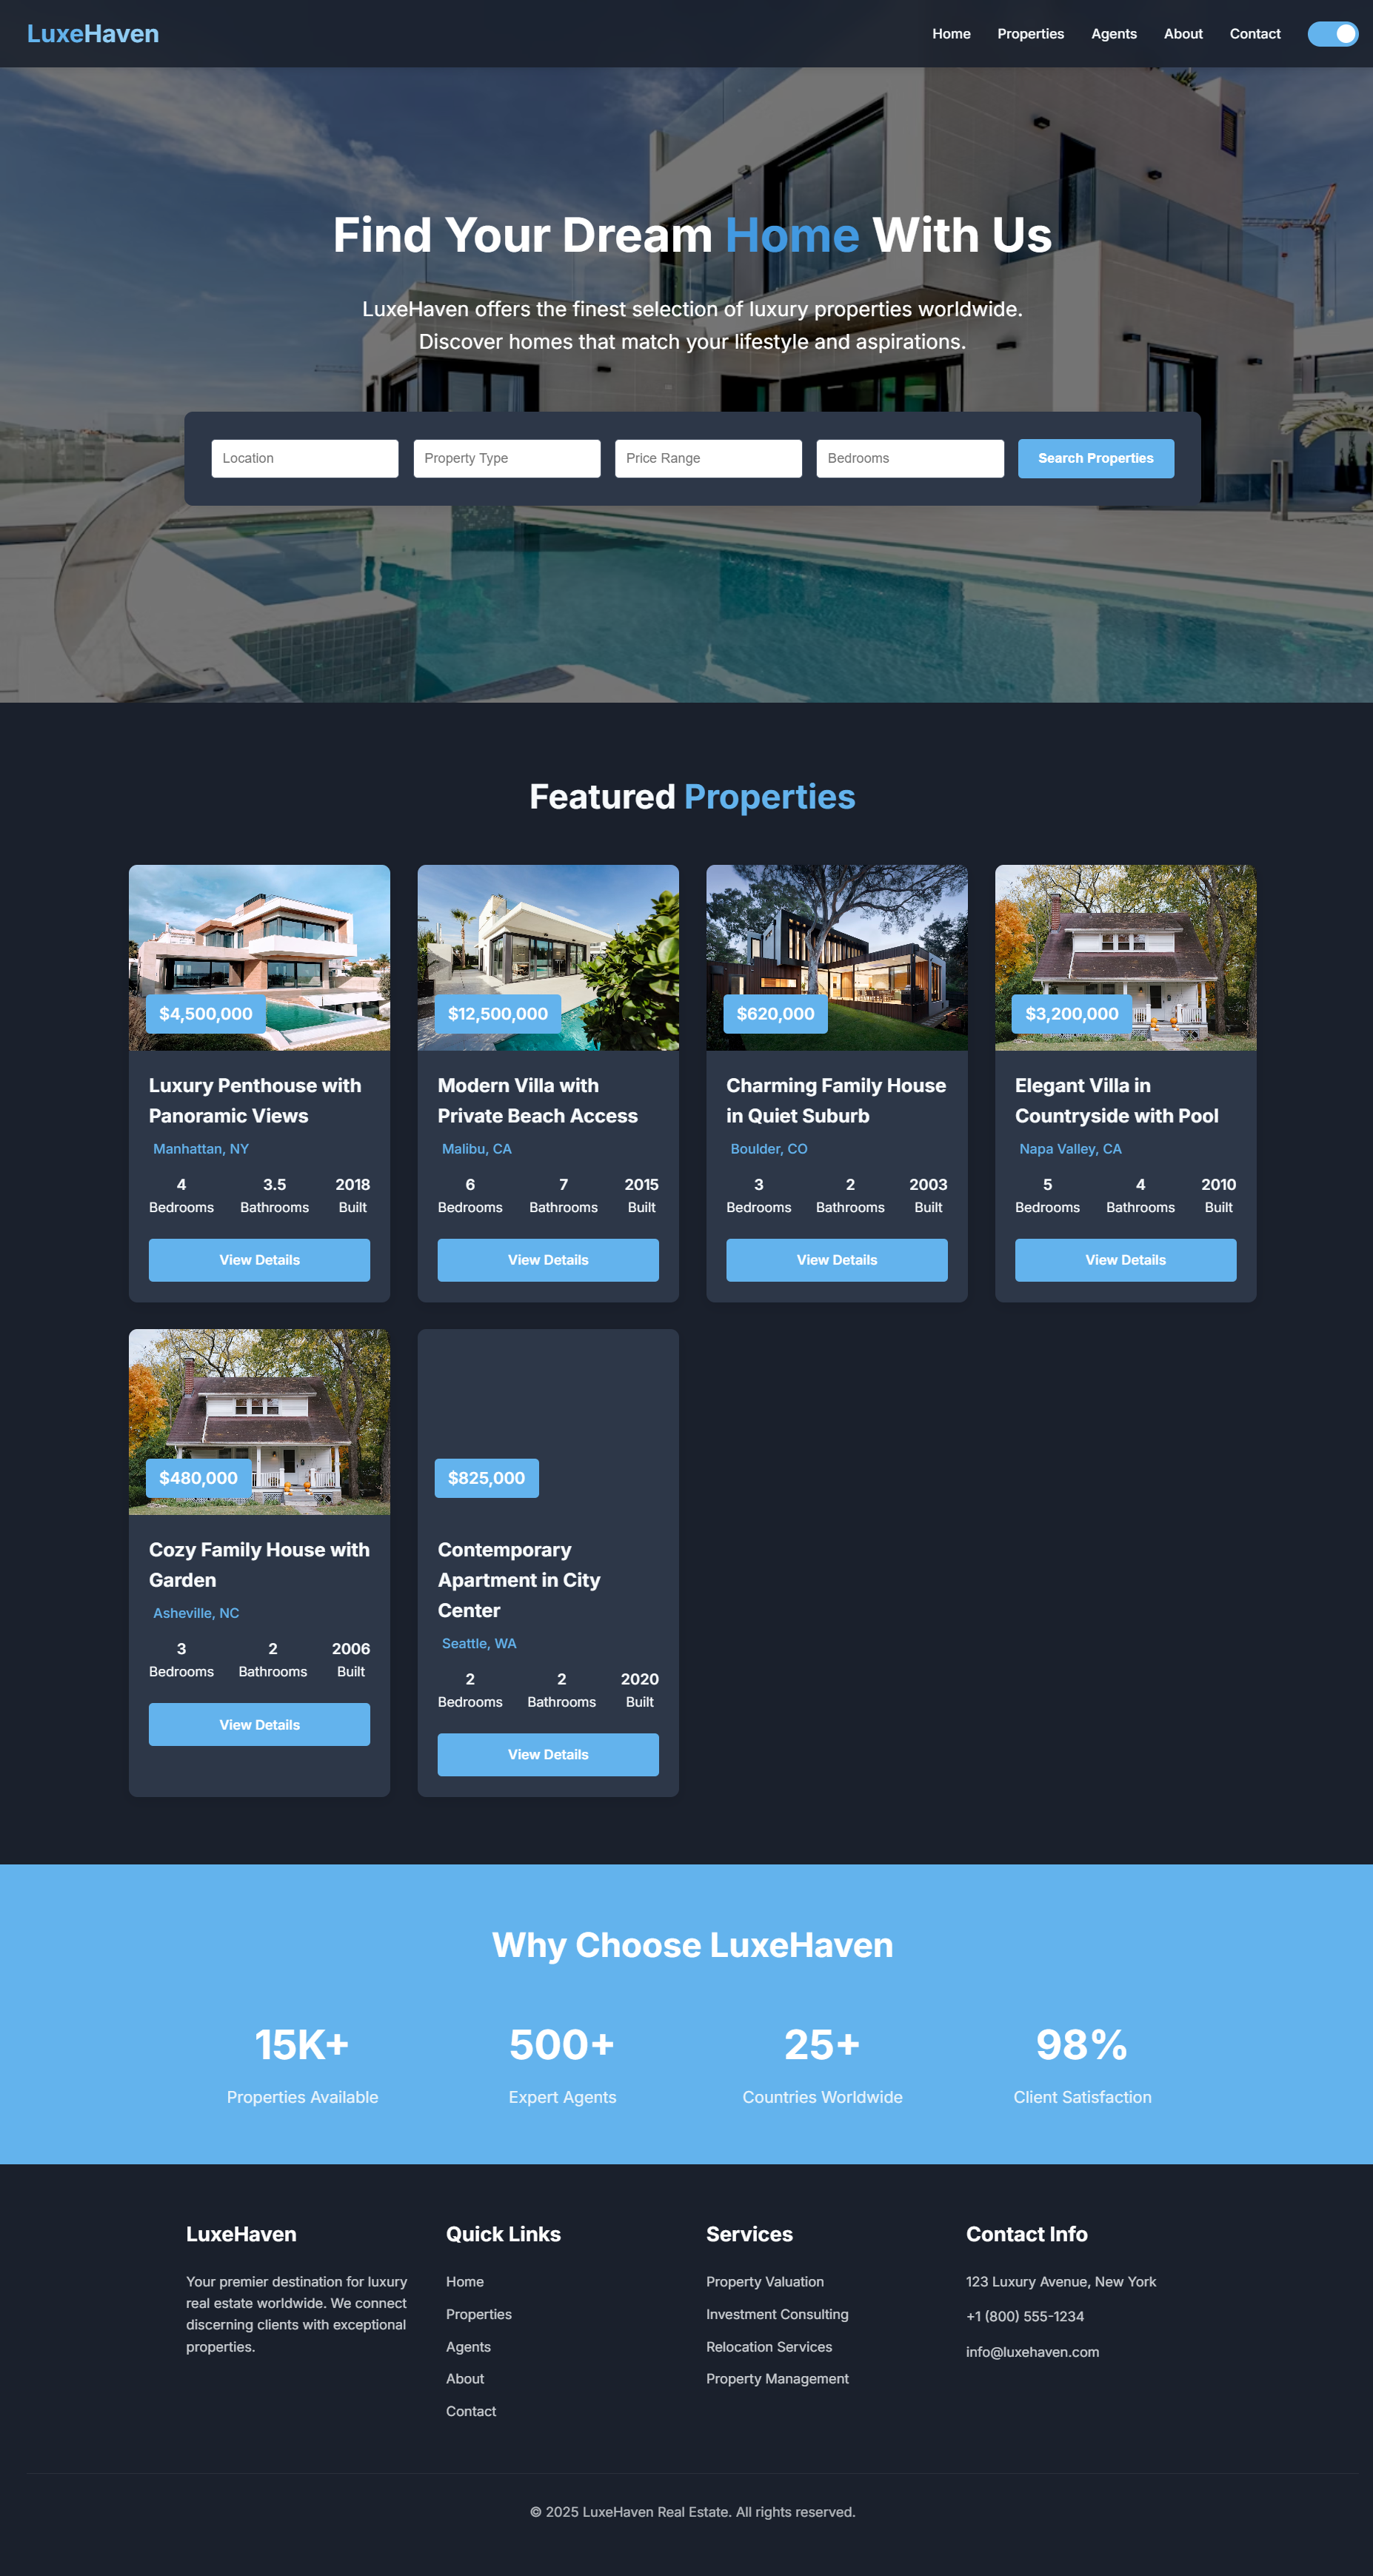 LuxeHaven
Home
Properties
Agents
About
Contact
Find Your Dream Home With Us
LuxeHaven offers the finest selection of luxury properties worldwide.
Discover homes that match your lifestyle and aspirations.
Location
Property Type
Price Range
Bedrooms
Search Properties
Featured Properties
$4,500,000
Luxury Penthouse with
Panoramic Views
Manhattan, NY
4
Bedrooms
3.5
Bathrooms
2018
Built
View Details
$12,500,000
Modern Villa with
Private Beach Access
Malibu, CA
6
Bedrooms
7
Bathrooms
2015
Built
View Details
$620,000
Charming Family House
in Quiet Suburb
Boulder, CO
3
Bedrooms
2
Bathrooms
2003
Built
View Details
$3,200,000
Elegant Villa in
Countryside with Pool
Napa Valley, CA
5
Bedrooms
4
Bathrooms
2010
Built
View Details
$480,000
Cozy Family House with
Garden
Asheville, NC
3
Bedrooms
2
Bathrooms
2006
Built
View Details
$825,000
Contemporary
Apartment in City
Center
Seattle, WA
2
Bedrooms
2
Bathrooms
2020
Built
View Details
Why Choose LuxeHaven
15K+
Properties Available
500+
Expert Agents
25+
Countries Worldwide
98%
Client Satisfaction
LuxeHaven
Your premier destination for luxury
real estate worldwide. We connect
discerning clients with exceptional
properties.
Quick Links
Home
Properties
Agents
About
Contact
Services
Property Valuation
Investment Consulting
Relocation Services
Property Management
Contact Info
123 Luxury Avenue, New York
+1 (800) 555-1234
info@luxehaven.com
© 2025 LuxeHaven Real Estate. All rights reserved.